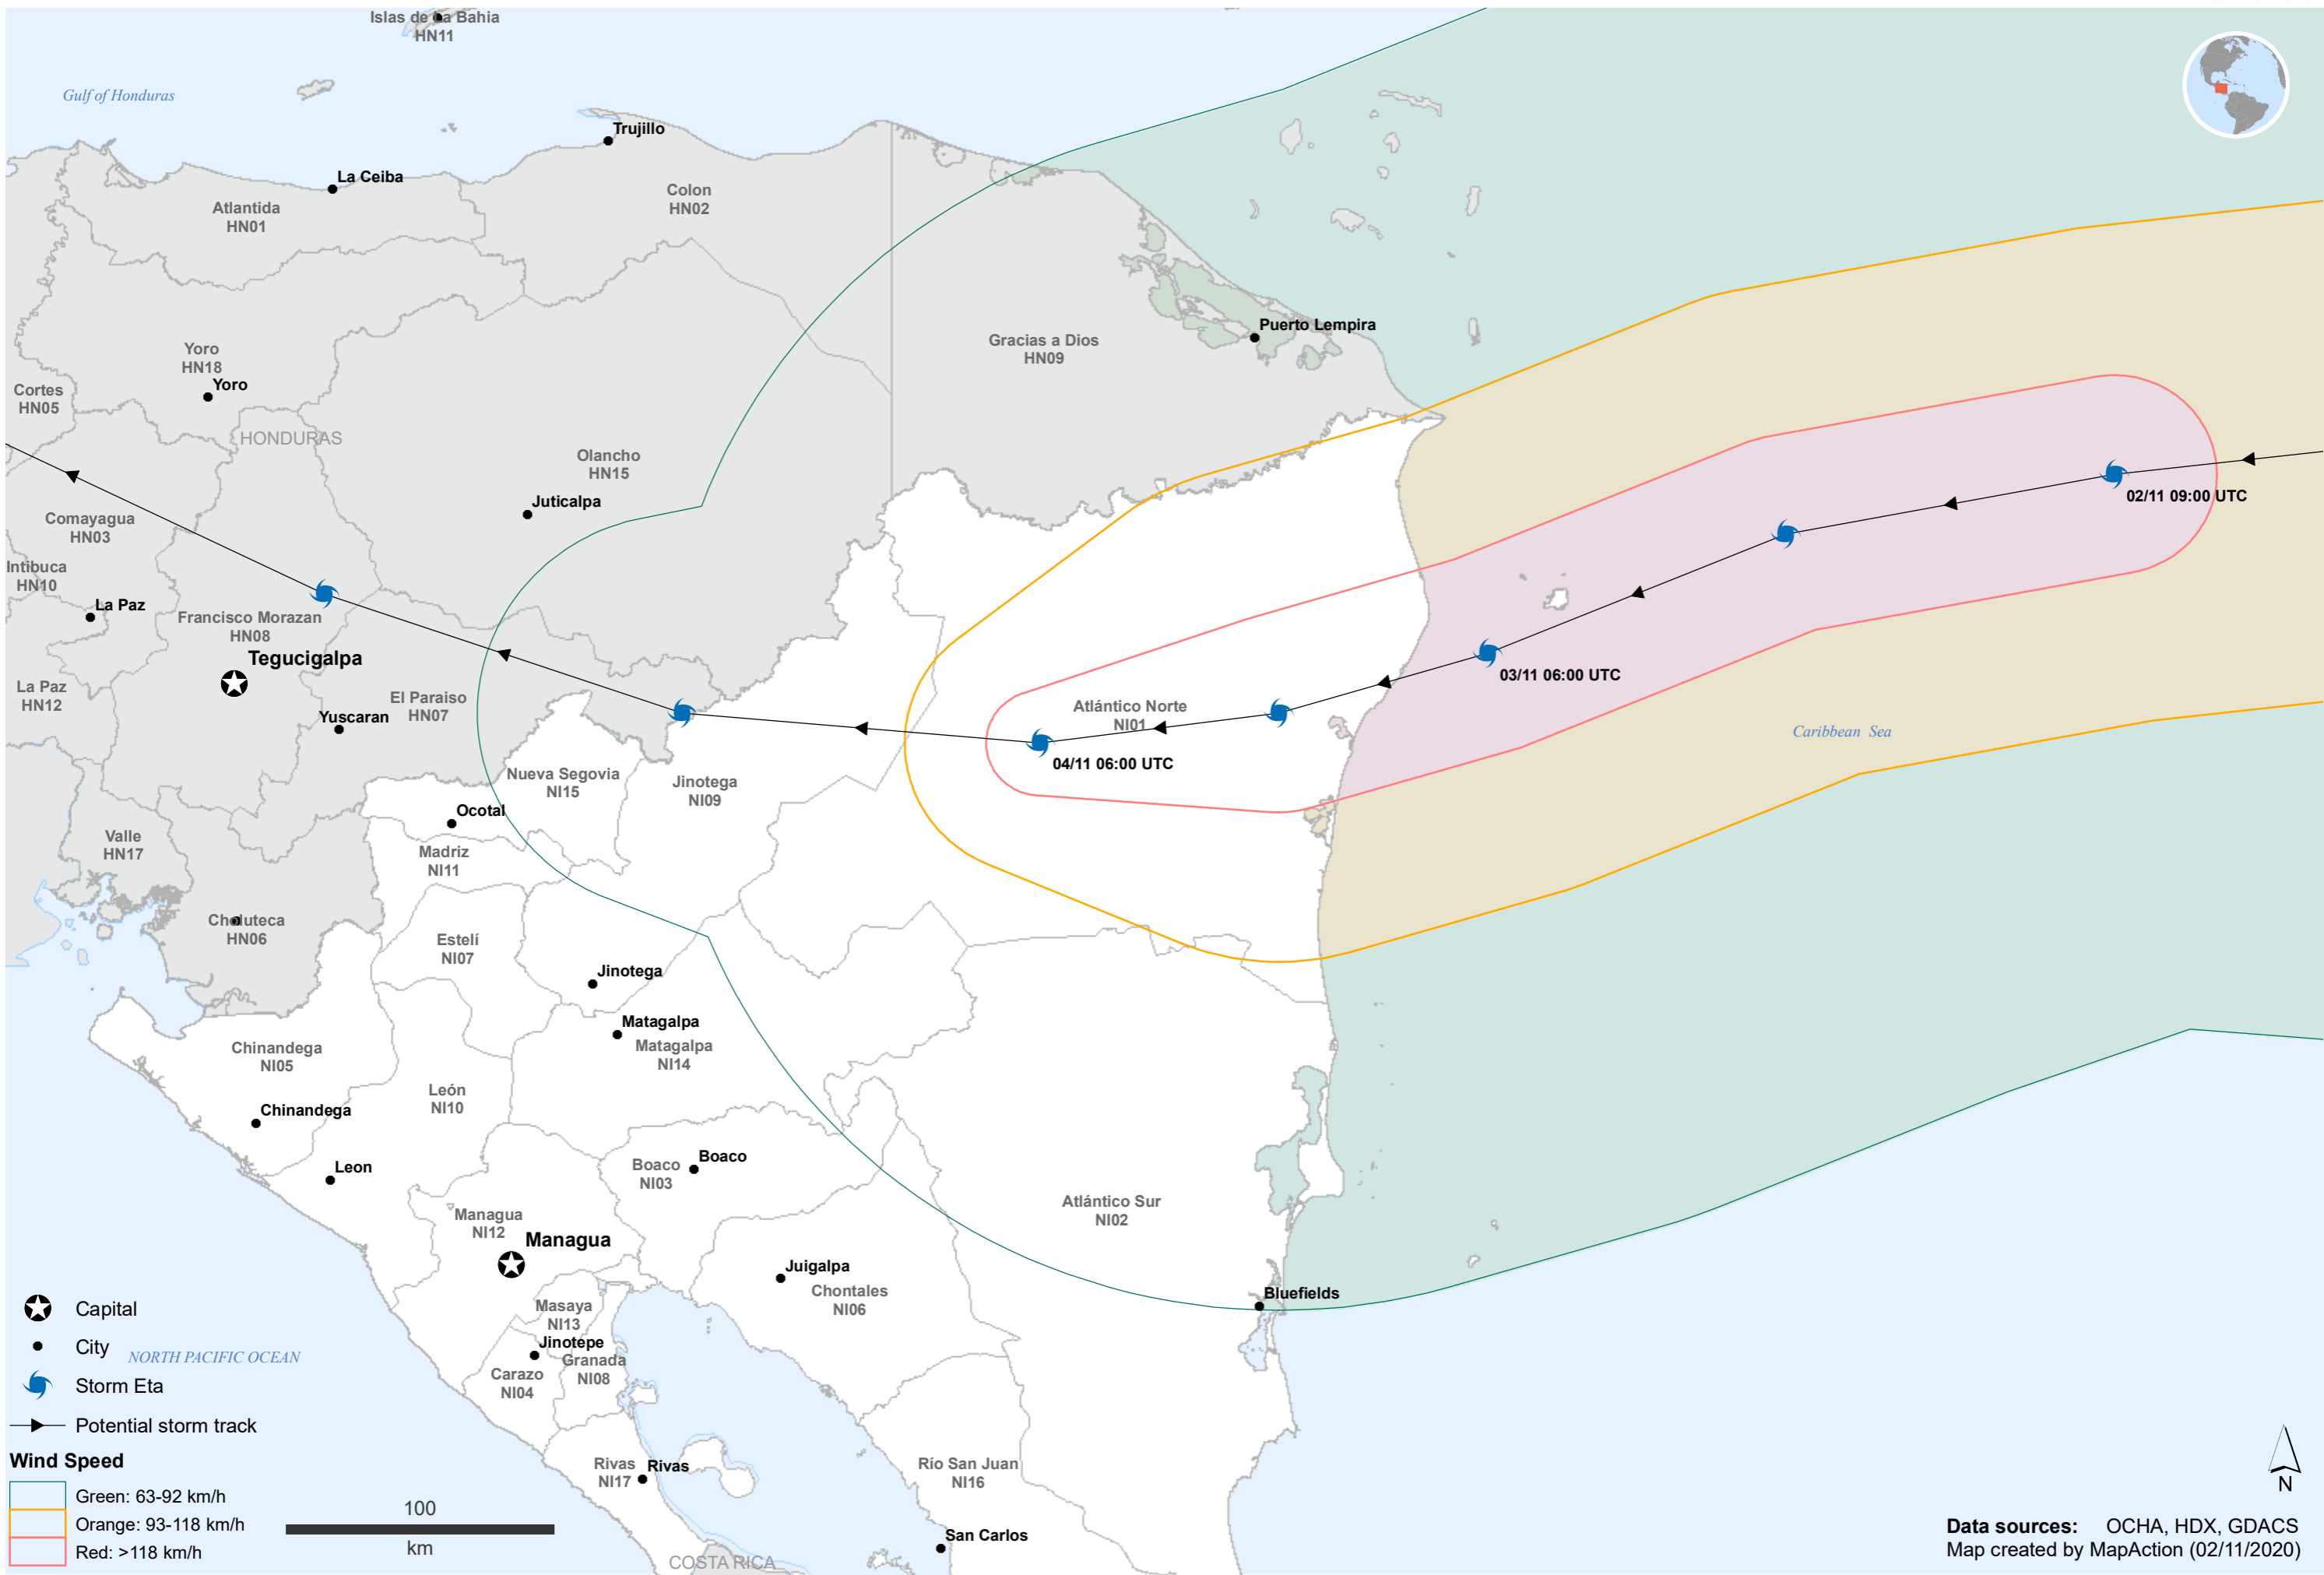 Islas de La Bahia
HN11
Gulf of Honduras
Trujillo
La Ceiba
Atlantida
HN01
Colon
HN02
Puerto Lempira
Gracias a Dios
HN09
Yoro
HN18
Yoro
Cortes
HN05
HONDURAS
Olancho
HN15
Juticalpa
02/11 09:00 UTC
Comayagua
HN03
Intibuca
HN10
La Paz
Francisco Morazan
HN08
Tegucigalpa
03/11 06:00 UTC
La Paz
HN12
El Paraiso
HN07
Yuscaran
Atlántico Norte
NI01
Caribbean Sea
04/11 06:00 UTC
Nueva Segovia
NI15
Jinotega
NI09
Ocotal
Valle
HN17
Madriz
NI11
Choluteca
HN06
Estelí
NI07
Jinotega
Matagalpa
Matagalpa
NI14
Chinandega
NI05
León
NI10
Chinandega
Leon
Boaco
NI03
Boaco
Atlántico Sur
NI02
Managua
NI12
Managua
Juigalpa
Chontales
NI06
Bluefields
Masaya
NI13
Jinotepe
Granada
NI08
Carazo
NI04
Rivas
NI17
Rivas
Río San Juan
NI16
San Carlos
COSTA RICA
NORTH PACIFIC OCEAN
Capital
City
Storm Eta
Potential storm track
Wind Speed
Green: 63-92 km/h
Orange: 93-118 km/h
Red: >118 km/h
100
km
N
Data sources: OCHA, HDX, GDACS
Map created by MapAction (02/11/2020)